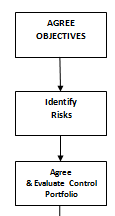 AGREE
OBJECTIVES
Identify
Risks
Agree
& Evaluate Control
Portfolio